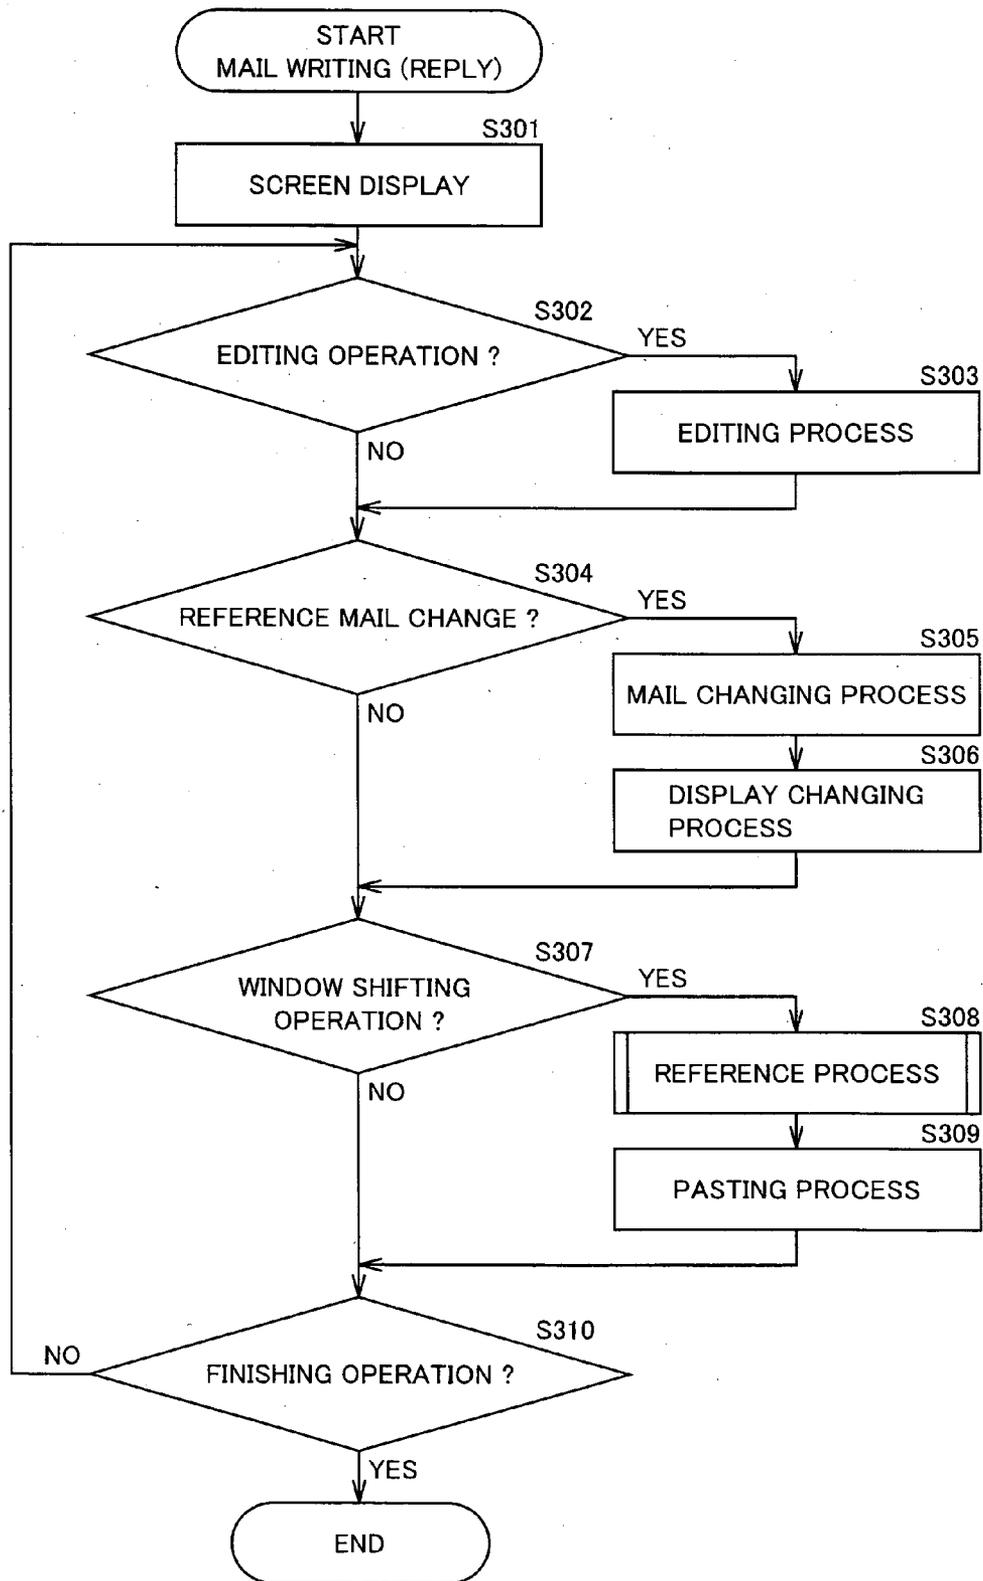 START
MAIL WRITING (REPLY)
S301
SCREEN DISPLAY
S302
EDITING OPERATION ?
YES
S303
EDITING PROCESS
NO
S304
REFERENCE MAIL CHANGE ?
YES
S305
MAIL CHANGING PROCESS
NO
S306
DISPLAY CHANGING
PROCESS
S307
WINDOW SHIFTING
OPERATION ?
YES
S308
REFERENCE PROCESS
NO
S309
PASTING PROCESS
S310
NO
FINISHING OPERATION ?
YES
END